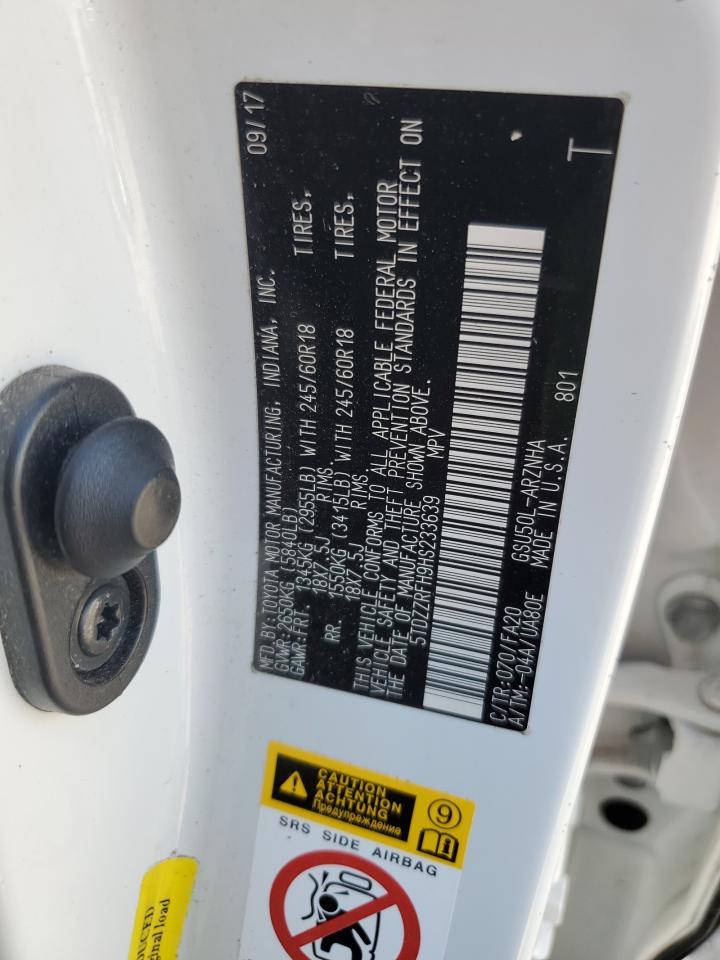 MFD.BY:TOYOTA MOTOR MANUFACTURING, INDIANA, INC. 09/17
GVWR:2650KG (5840LB)
GAWR:FRT. 1345KG (2955LB) WITH 245/60R18 TIRES,
18X7.5J RIMS
RR. 1550KG (3415LB) WITH 245/60R18 TIRES,
18X7.5J RIMS
THIS VEHICLE CONFORMS TO ALL APPLICABLE FEDERAL MOTOR
VEHICLE SAFETY AND THEFT PREVENTION STANDARDS IN EFFECT ON
THE DATE OF MANUFACTURE SHOWN ABOVE.
5TDZZRFH9HS233639 MPV
C/TR:070/FA20 GSU50L-ARZNHA T
A/TM:-04A/UA80E MADE IN U.S.A. 801
CAUTION
ATTENTION
ACHTUNG
Предупреждение
9
SRS SIDE AIRBAG
DUCED
ginal load